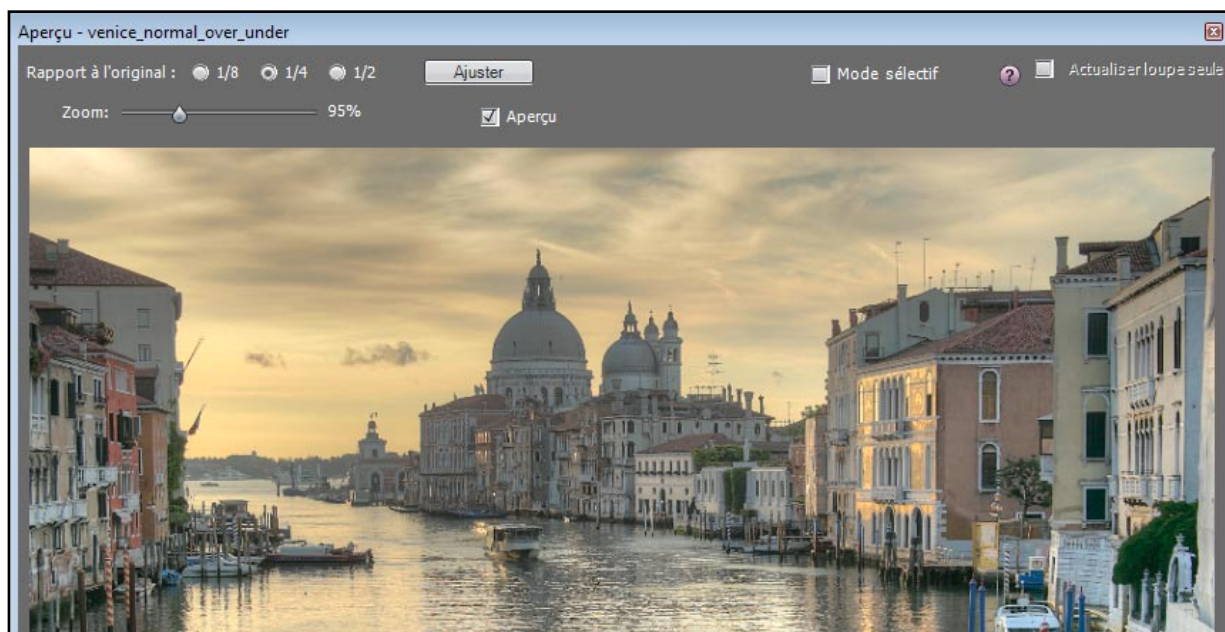 Aperçu - venice_normal_over_under
Rapport à l'original : 1/8 1/4 1/2 Ajuster Mode sélectif ? Actualiser loupe seule
Zoom: 95% Aperçu